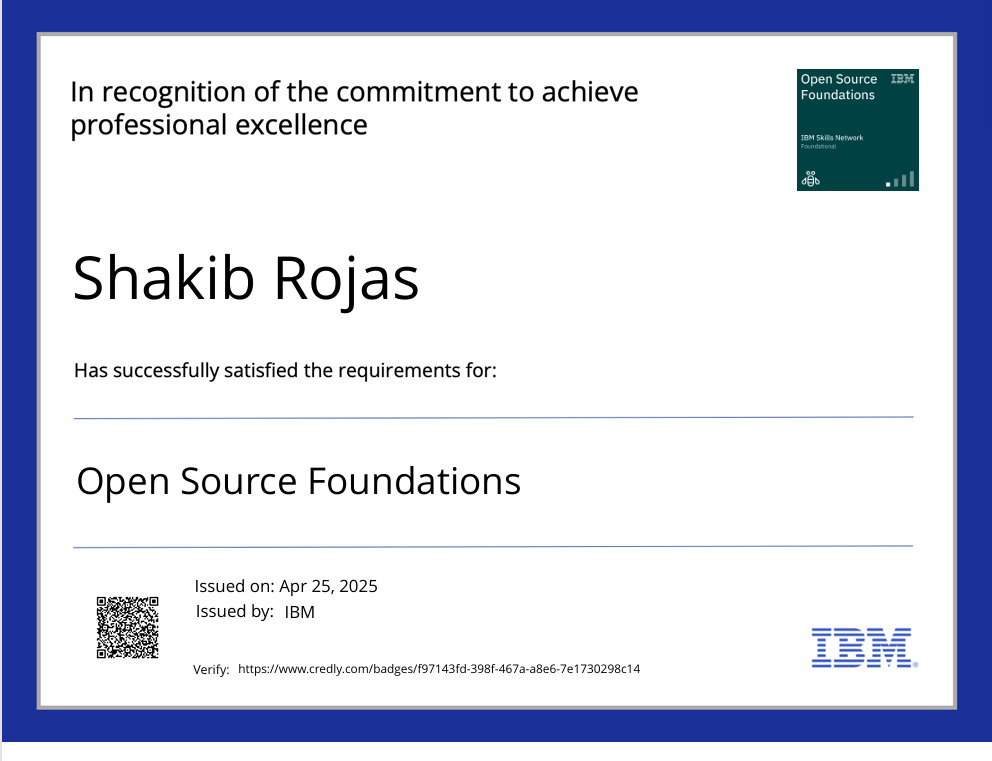 In recognition of the commitment to achieve
professional excellence
Open Source
Foundations
IBM
IBM Skills Network
Foundational
Shakib Rojas
Has successfully satisfied the requirements for:
Open Source Foundations
Issued on: Apr 25, 2025
Issued by: IBM
Verify: https://www.credly.com/badges/f97143fd-398f-467a-a8e6-7e1730298c14
IBM®